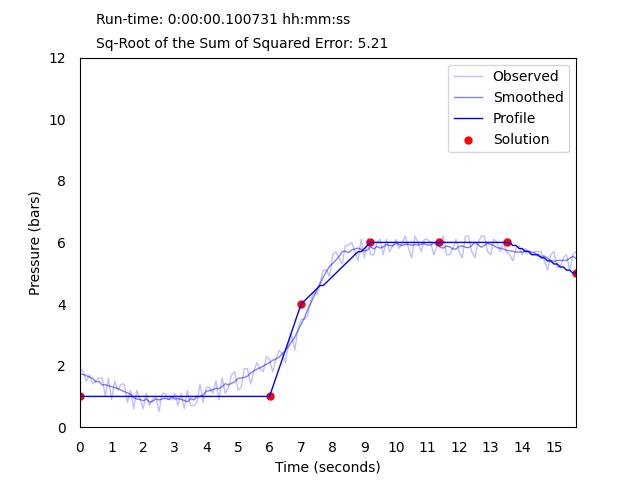 Run-time: 0:00:00.100731 hh:mm:ss
Sq-Root of the Sum of Squared Error: 5.21
12
10
8
6
4
2
0
Pressure (bars)
Observed
Smoothed
Profile
Solution
0 1 2 3 4 5 6 7 8 9 10 11 12 13 14 15
Time (seconds)